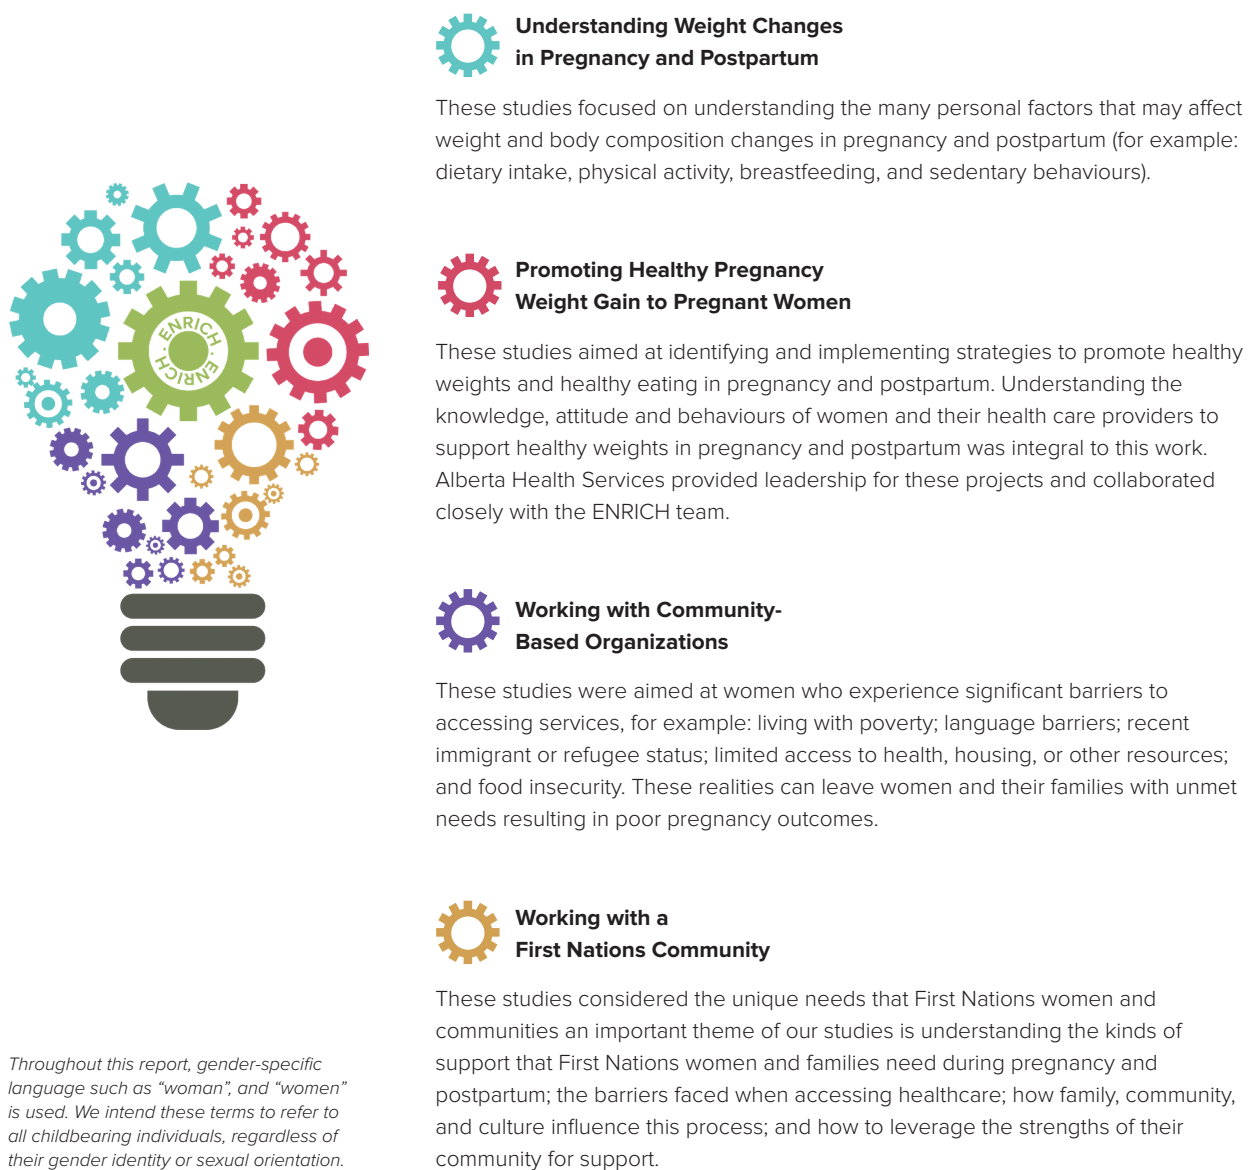 Understanding Weight Changes
in Pregnancy and Postpartum
These studies focused on understanding the many personal factors that may affect
weight and body composition changes in pregnancy and postpartum (for example:
dietary intake, physical activity, breastfeeding, and sedentary behaviours).
ENRICH · ENRICH ·
Promoting Healthy Pregnancy
Weight Gain to Pregnant Women
These studies aimed at identifying and implementing strategies to promote healthy
weights and healthy eating in pregnancy and postpartum. Understanding the
knowledge, attitude and behaviours of women and their health care providers to
support healthy weights in pregnancy and postpartum was integral to this work.
Alberta Health Services provided leadership for these projects and collaborated
closely with the ENRICH team.
Working with Community-
Based Organizations
These studies were aimed at women who experience significant barriers to
accessing services, for example: living with poverty; language barriers; recent
immigrant or refugee status; limited access to health, housing, or other resources;
and food insecurity. These realities can leave women and their families with unmet
needs resulting in poor pregnancy outcomes.
Working with a
First Nations Community
These studies considered the unique needs that First Nations women and
communities an important theme of our studies is understanding the kinds of
support that First Nations women and families need during pregnancy and
postpartum; the barriers faced when accessing healthcare; how family, community,
and culture influence this process; and how to leverage the strengths of their
community for support.
Throughout this report, gender-specific
language such as “woman”, and “women”
is used. We intend these terms to refer to
all childbearing individuals, regardless of
their gender identity or sexual orientation.